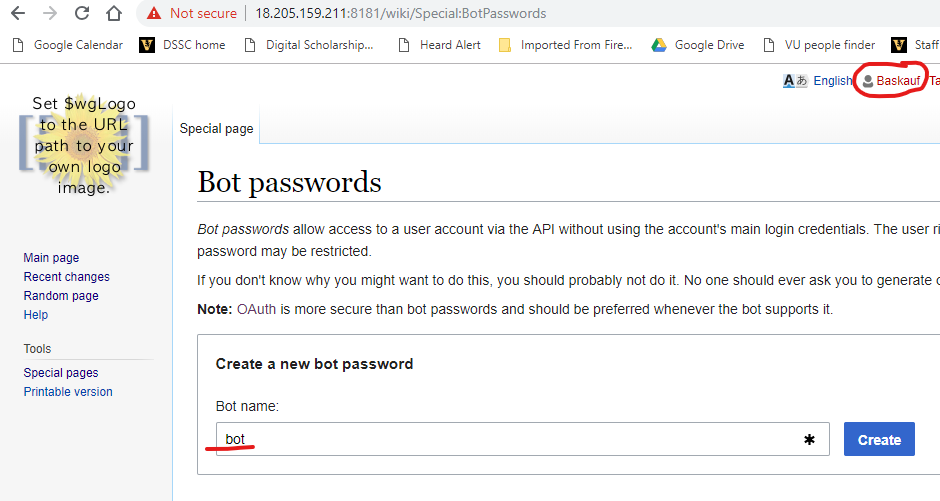 Not secure | 18.205.159.211:8181/wiki/Special:BotPasswords
Google Calendar DSSC home Digital Scholarship... Heard Alert Imported From Fire... Google Drive VU people finder Staff
A あ English Baskauf Ta
Set $wgLogo
to the URL
path to your
own logo
image.
Special page
Bot passwords
Bot passwords allow access to a user account via the API without using the account's main login credentials. The user ri
password may be restricted.
If you don't know why you might want to do this, you should probably not do it. No one should ever ask you to generate o
Note: OAuth is more secure than bot passwords and should be preferred whenever the bot supports it.
Main page
Recent changes
Random page
Help
Tools
Special pages
Printable version
Create a new bot password
Bot name:
bot
Create